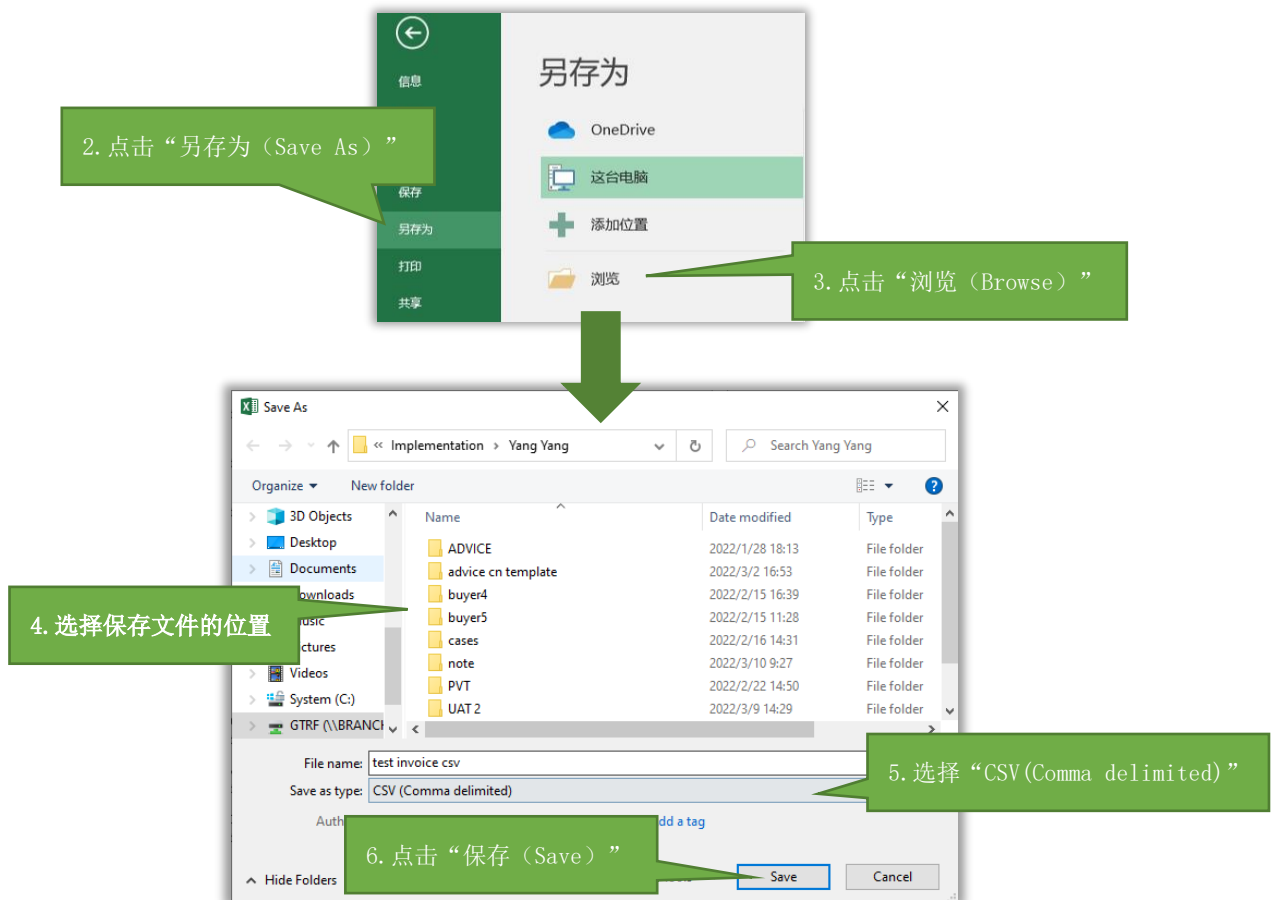 另存为
信息
OneDrive
2.点击“另存为（Save As）”
这台电脑
保存
添加位置
另存为
打印
浏览
3.点击“浏览（Browse）”
共享
Save As
Implementation > Yang Yang
Search Yang Yang
Organize
New folder
3D Objects
Desktop
Documents
ownloads
usic
ctures
Videos
System (C:)
GTRF (\\BRANCH
Name Date modified Type
ADVICE 2022/1/28 18:13 File folder
advice cn template 2022/3/2 16:53 File folder
buyer4 2022/2/15 16:39 File folder
buyer5 2022/2/15 11:28 File folder
cases 2022/2/16 14:31 File folder
note 2022/3/10 9:27 File folder
PVT 2022/2/22 14:50 File folder
UAT 2 2022/3/9 14:29 File folder
4.选择保存文件的位置
File name: test invoice csv
Save as type: CSV (Comma delimited)
5.选择“CSV(Comma delimited)”
Auth
dd a tag
6.点击“保存（Save）”
Hide Folders
Save
Cancel